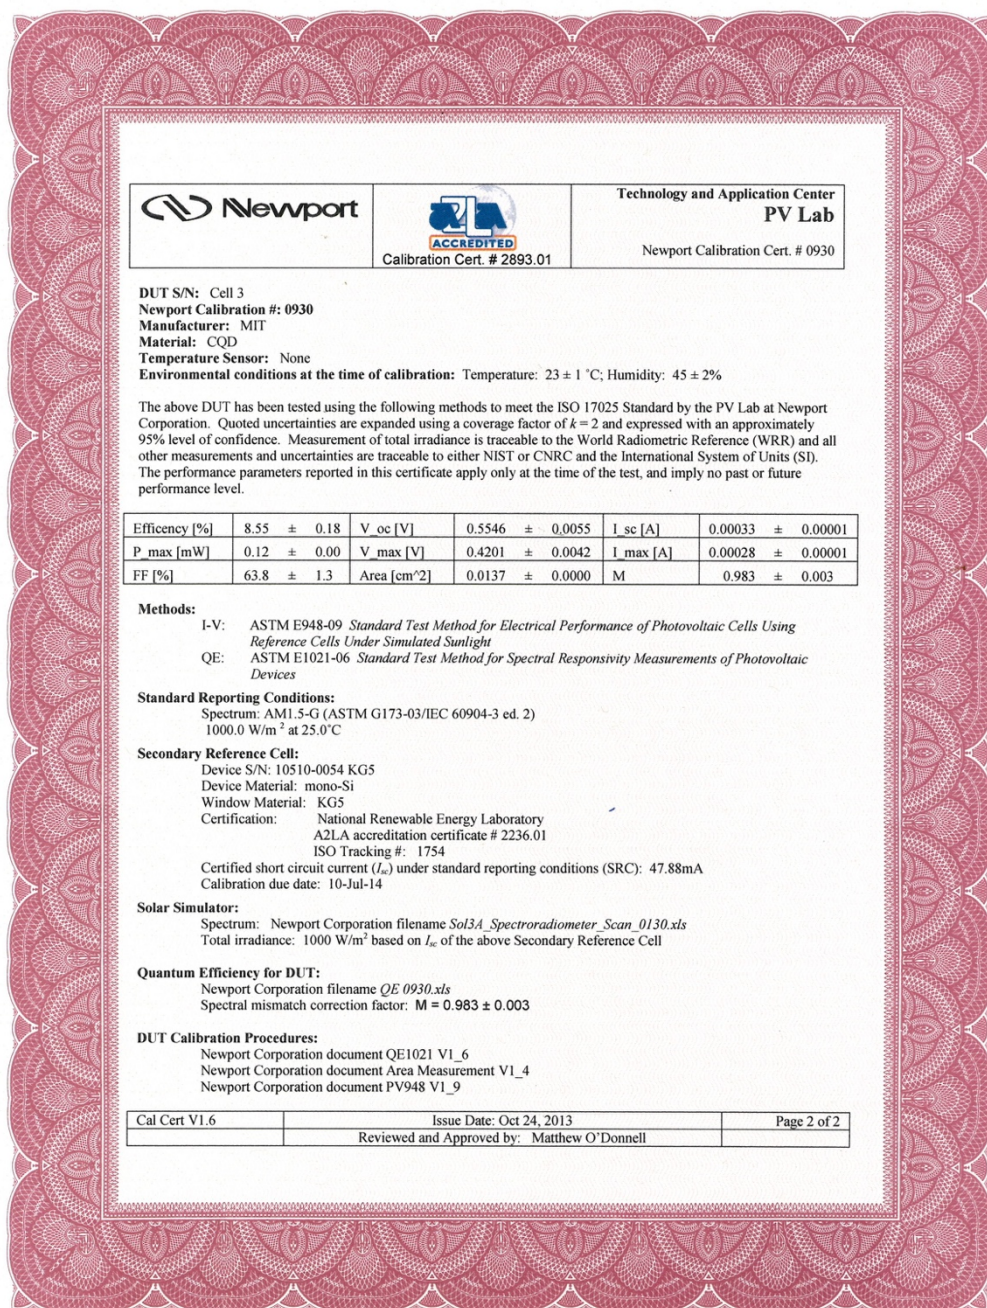 Newport
A2LA
ACCREDITED
Calibration Cert. # 2893.01
Technology and Application Center
PV Lab
Newport Calibration Cert. # 0930
DUT S/N: Cell 3
Newport Calibration #: 0930
Manufacturer: MIT
Material: CQD
Temperature Sensor: None
Environmental conditions at the time of calibration: Temperature: 23 ± 1 ˚C; Humidity: 45 ± 2%
The above DUT has been tested using the following methods to meet the ISO 17025 Standard by the PV Lab at Newport
Corporation. Quoted uncertainties are expanded using a coverage factor of k = 2 and expressed with an approximately
95% level of confidence. Measurement of total irradiance is traceable to the World Radiometric Reference (WRR) and all
other measurements and uncertainties are traceable to either NIST or CNRC and the International System of Units (SI).
The performance parameters reported in this certificate apply only at the time of the test, and imply no past or future
performance level.
Efficency [%] 8.55 ± 0.18 V_oc [V] 0.5546 ± 0.0055 I_sc [A] 0.00033 ± 0.00001
P_max [mW] 0.12 ± 0.00 V_max [V] 0.4201 ± 0.0042 I_max [A] 0.00028 ± 0.00001
FF [%] 63.8 ± 1.3 Area [cm^2] 0.0137 ± 0.0000 M 0.983 ± 0.003
Methods:
I-V: ASTM E948-09 Standard Test Method for Electrical Performance of Photovoltaic Cells Using
Reference Cells Under Simulated Sunlight
QE: ASTM E1021-06 Standard Test Method for Spectral Responsivity Measurements of Photovoltaic
Devices
Standard Reporting Conditions:
Spectrum: AM1.5-G (ASTM G173-03/IEC 60904-3 ed. 2)
1000.0 W/m ² at 25.0˚C
Secondary Reference Cell:
Device S/N: 10510-0054 KG5
Device Material: mono-Si
Window Material: KG5
Certification: National Renewable Energy Laboratory
A2LA accreditation certificate # 2236.01
ISO Tracking #: 1754
Certified short circuit current (Isc) under standard reporting conditions (SRC): 47.88mA
Calibration due date: 10-Jul-14
Solar Simulator:
Spectrum: Newport Corporation filename Sol3A_Spectroradiometer_Scan_0130.xls
Total irradiance: 1000 W/m² based on Isc of the above Secondary Reference Cell
Quantum Efficiency for DUT:
Newport Corporation filename QE 0930.xls
Spectral mismatch correction factor: M = 0.983 ± 0.003
DUT Calibration Procedures:
Newport Corporation document QE1021 V1_6
Newport Corporation document Area Measurement V1_4
Newport Corporation document PV948 V1_9
Cal Cert V1.6 Issue Date: Oct 24, 2013 Page 2 of 2
Reviewed and Approved by: Matthew O'Donnell